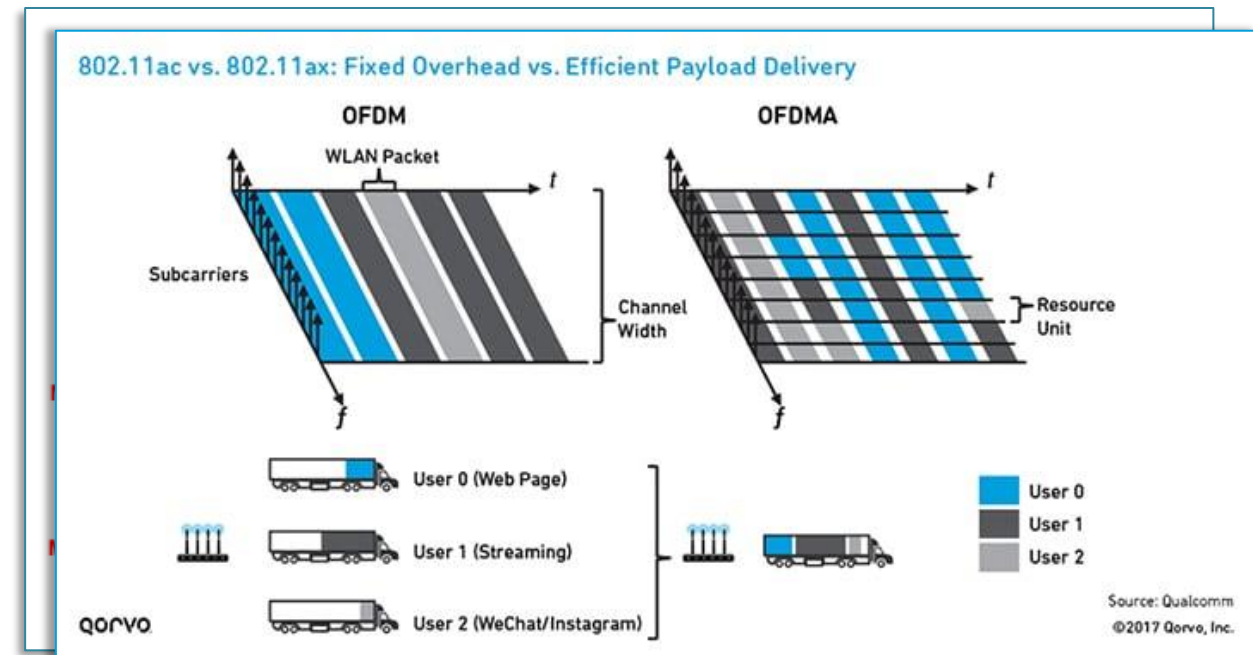 802.11ac vs. 802.11ax: Fixed Overhead vs. Efficient Payload Delivery
OFDM
OFDMA
WLAN Packet
t
t
Subcarriers
Channel
Width
Resource
Unit
f
f
User 0 (Web Page)
User 1 (Streaming)
User 2 (WeChat/Instagram)
User 0
User 1
User 2
Source: Qualcomm
©2017 Qorvo, Inc.
QORVO